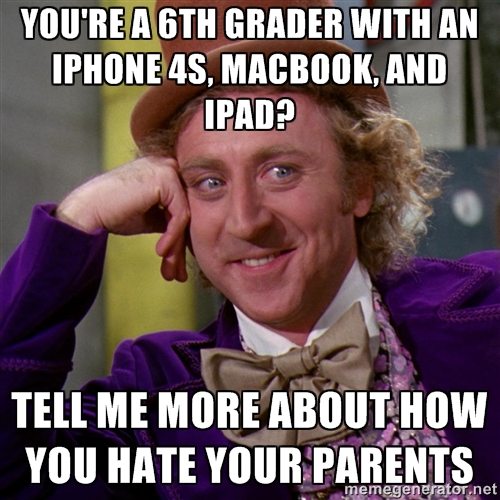 YOU'RE A 6TH GRADER WITH AN
IPHONE 4S, MACBOOK, AND
IPAD?
TELL ME MORE ABOUT HOW
YOU HATE YOUR PARENTS
memegenerator.net